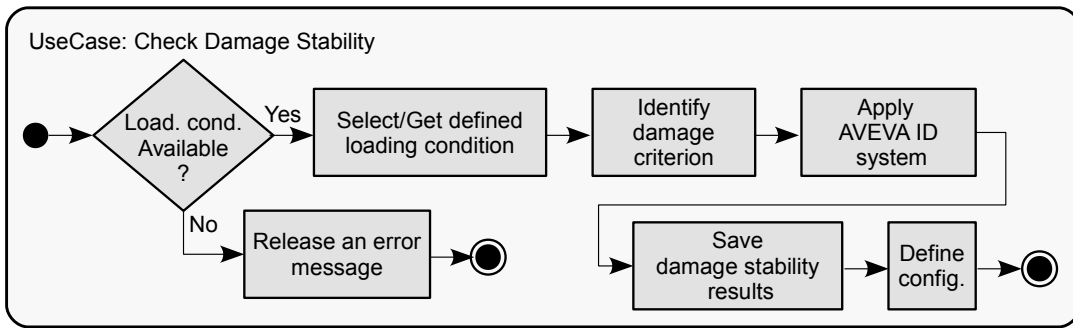 UseCase: Check Damage Stability
Load. cond.
Available
?
Yes
Select/Get defined
loading condition
Identify
damage
criterion
Apply
AVEVA ID
system
No
Release an error
message
Save
damage stability
results
Define
config.